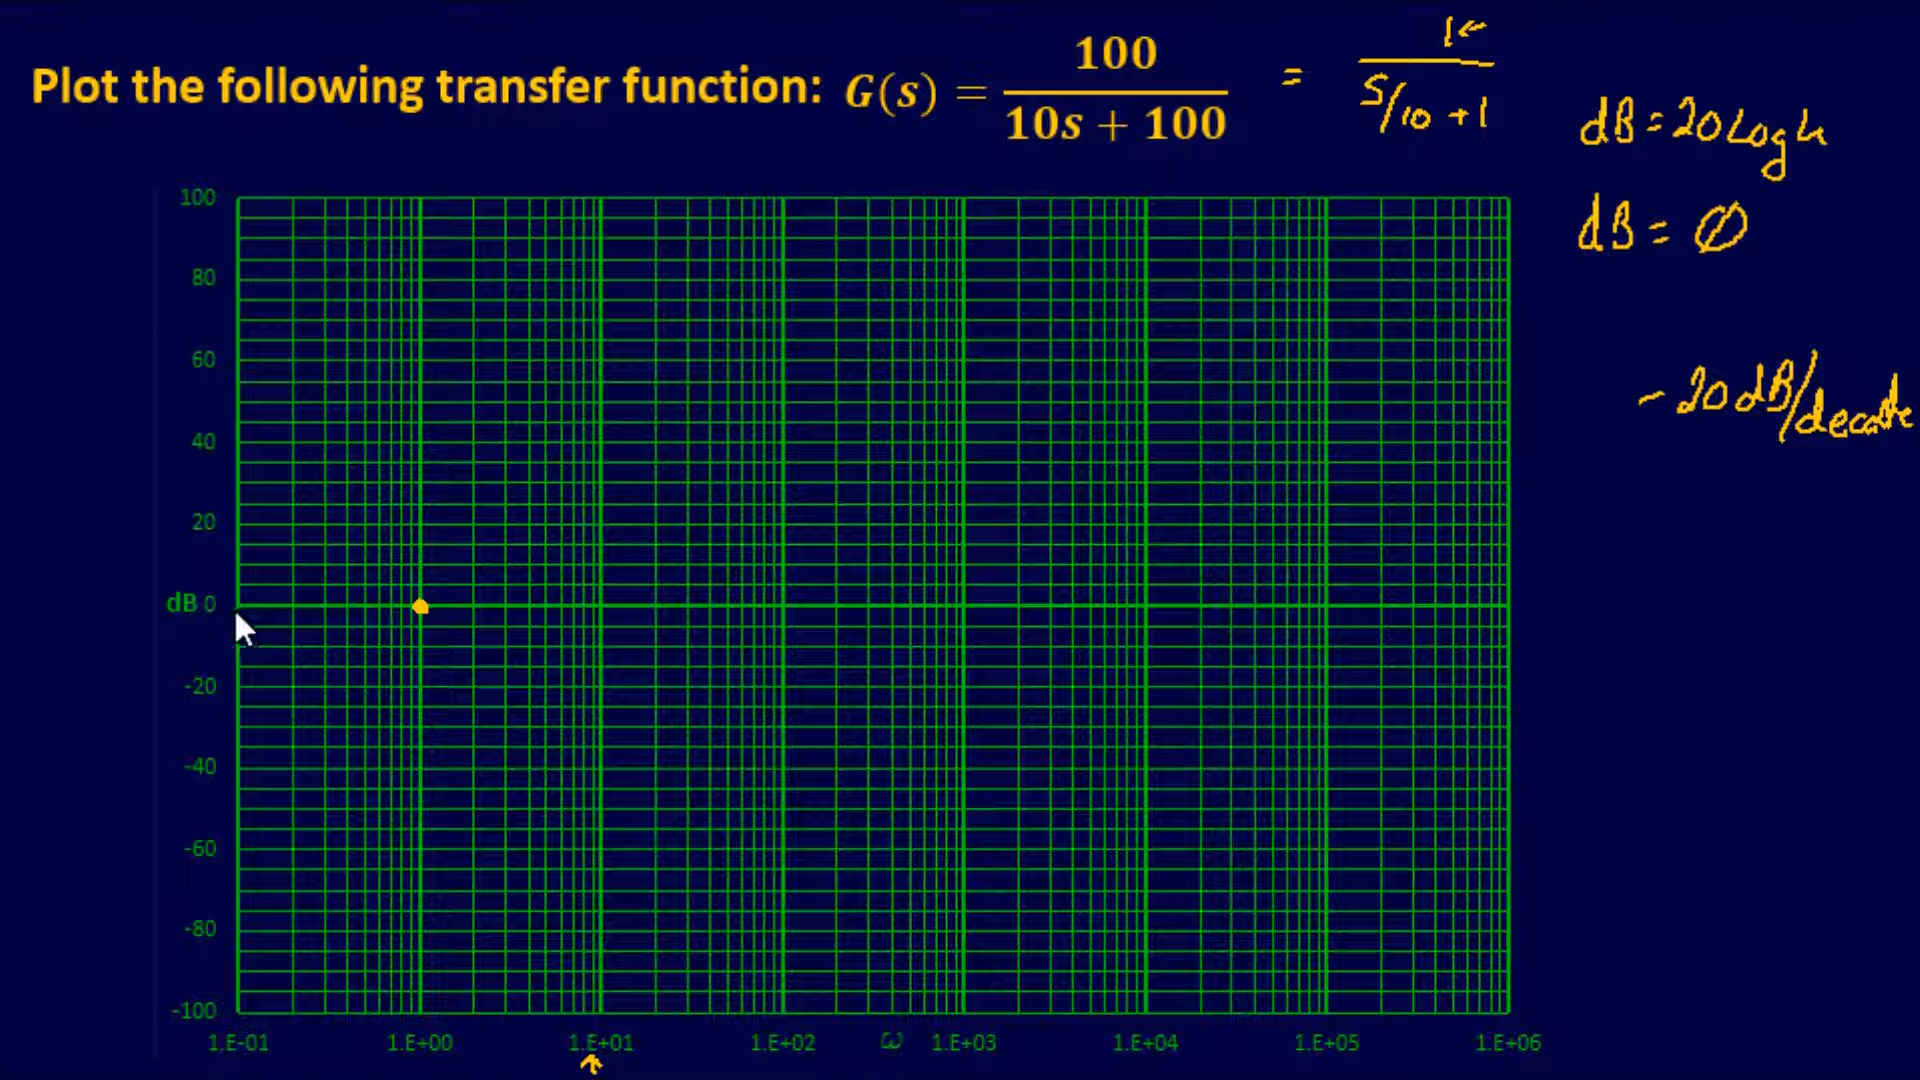 Plot the following transfer function: G(s) = 100 / 10s + 100 = 1 / S/10 + 1
dB = 20 Log k
dB = 0
- 20 dB/decade
100
80
60
40
20
dB 0
-20
-40
-60
-80
-100
1.E-01 1.E+00 1.E+01 1.E+02 ω 1.E+03 1.E+04 1.E+05 1.E+06